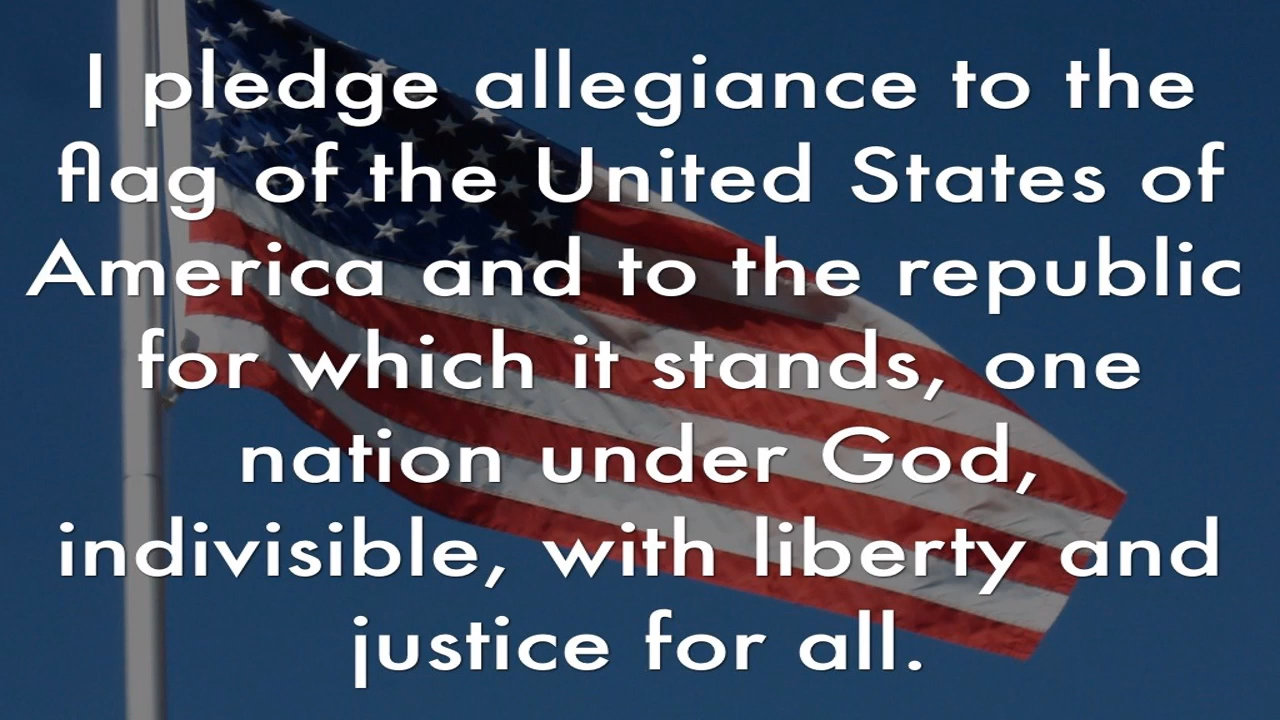 I pledge allegiance to the
flag of the United States of
America and to the republic
for which it stands, one
nation under God,
indivisible, with liberty and
justice for all.